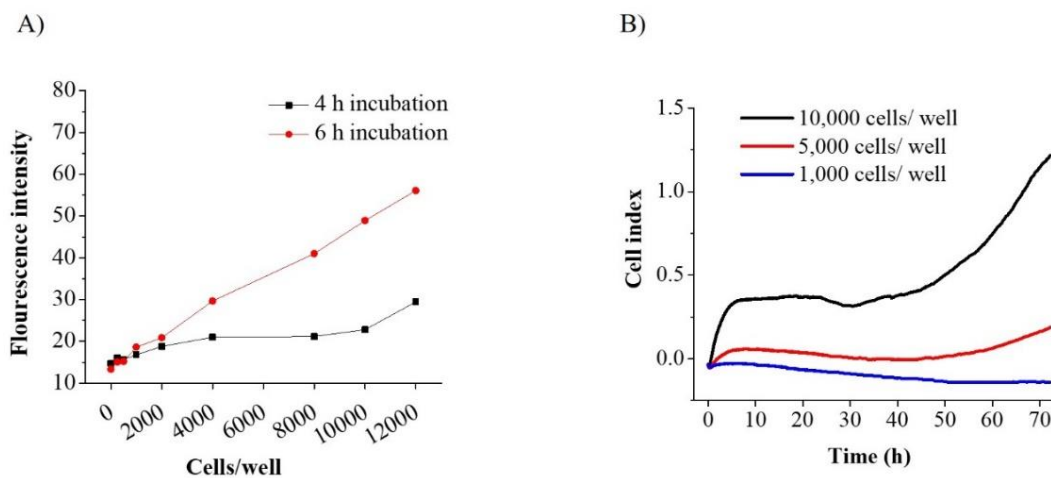 A)
Flourescence intensity
80
70
60
50
40
30
20
10
4 h incubation
6 h incubation
0
2000
4000
6000
8000
10000
12000
Cells/well
B)
Cell index
1.5
1.0
0.5
0.0
10,000 cells/ well
5,000 cells/ well
1,000 cells/ well
0
10
20
30
40
50
60
70
Time (h)